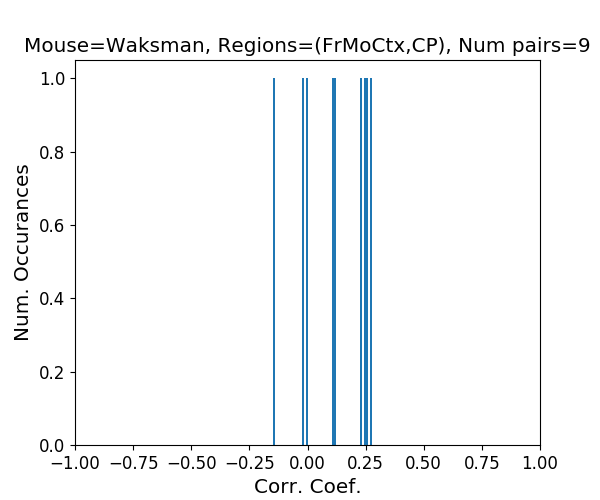 Mouse=Waksman, Regions=(FrMoCtx,CP), Num pairs=9
1.0
0.8
0.6
0.4
0.2
0.0
Num. Occurances
−1.00 −0.75 −0.50 −0.25 0.00 0.25 0.50 0.75 1.00
Corr. Coef.